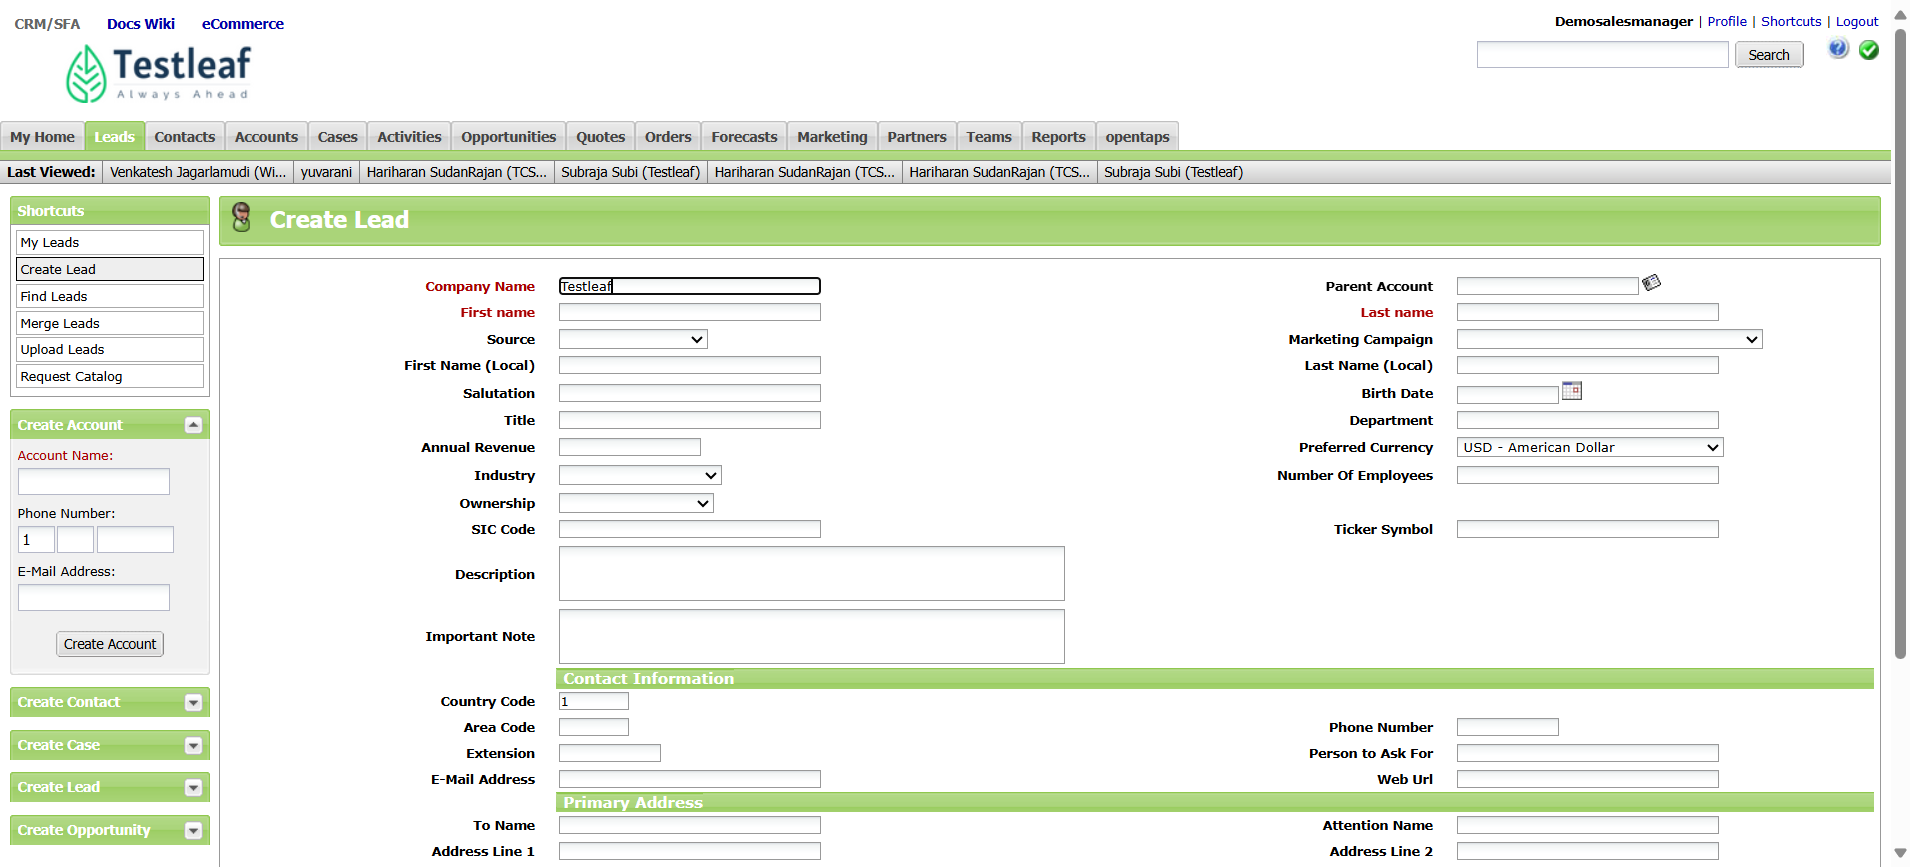 CRM/SFA Docs Wiki eCommerce
Demosalesmanager | Profile | Shortcuts | Logout
Testleaf
Always Ahead
Search
My Home Leads Contacts Accounts Cases Activities Opportunities Quotes Orders Forecasts Marketing Partners Teams Reports opentaps
Last Viewed: Venkatesh Jagarlamudi (Wi... yuvarani Hariharan SudanRajan (TCS... Subraja Subi (Testleaf) Hariharan SudanRajan (TCS... Hariharan SudanRajan (TCS... Subraja Subi (Testleaf)
Shortcuts
My Leads
Create Lead
Find Leads
Merge Leads
Upload Leads
Request Catalog
Create Account
Account Name:
Phone Number:
1
E-Mail Address:
Create Account
Create Contact
Create Case
Create Lead
Create Opportunity
Create Lead
Company Name Testleaf Parent Account
First name Last name
Source Marketing Campaign
First Name (Local) Last Name (Local)
Salutation Birth Date
Title Department
Annual Revenue Preferred Currency USD - American Dollar
Industry Number Of Employees
Ownership
SIC Code Ticker Symbol
Description
Important Note
Contact Information
Country Code 1
Area Code Phone Number
Extension Person to Ask For
E-Mail Address Web Url
Primary Address
To Name Attention Name
Address Line 1 Address Line 2